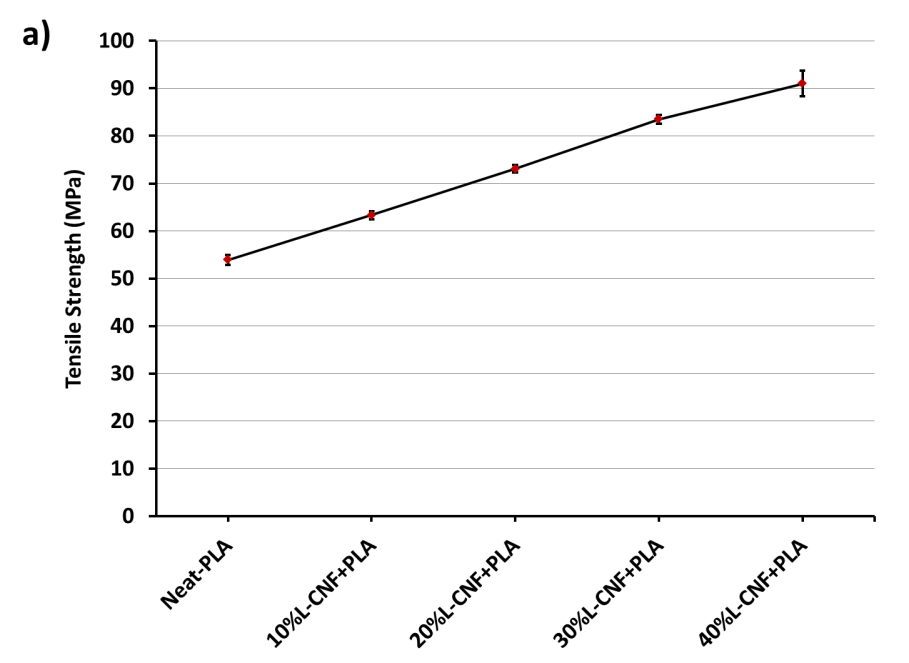 a)
Tensile Strength (MPa)
100
90
80
70
60
50
40
30
20
10
0
Neat-PLA
10%L-CNF+PLA
20%L-CNF+PLA
30%L-CNF+PLA
40%L-CNF+PLA